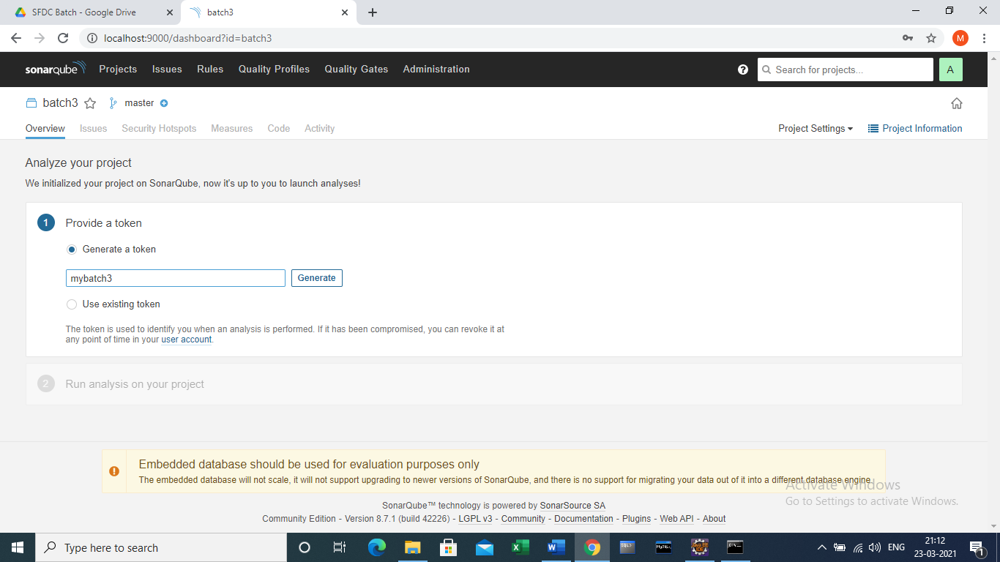 SFDC Batch - Google Drive
batch3
localhost:9000/dashboard?id=batch3
M
sonarqube Projects Issues Rules Quality Profiles Quality Gates Administration
Search for projects...
A
batch3 master
Overview Issues Security Hotspots Measures Code Activity
Project Settings Project Information
Analyze your project
We initialized your project on SonarQube, now it's up to you to launch analyses!
1 Provide a token
Generate a token
mybatch3 Generate
Use existing token
The token is used to identify you when an analysis is performed. If it has been compromised, you can revoke it at
any point of time in your user account.
2 Run analysis on your project
Embedded database should be used for evaluation purposes only
The embedded database will not scale, it will not support upgrading to newer versions of SonarQube, and there is no support for migrating your data out of it into a different database engine.
Activate Windows
Go to Settings to activate Windows.
SonarQube™ technology is powered by SonarSource SA
Community Edition - Version 8.7.1 (build 42226) - LGPL v3 - Community - Documentation - Plugins - Web API - About
Type here to search
ENG
21:12
23-03-2021
1